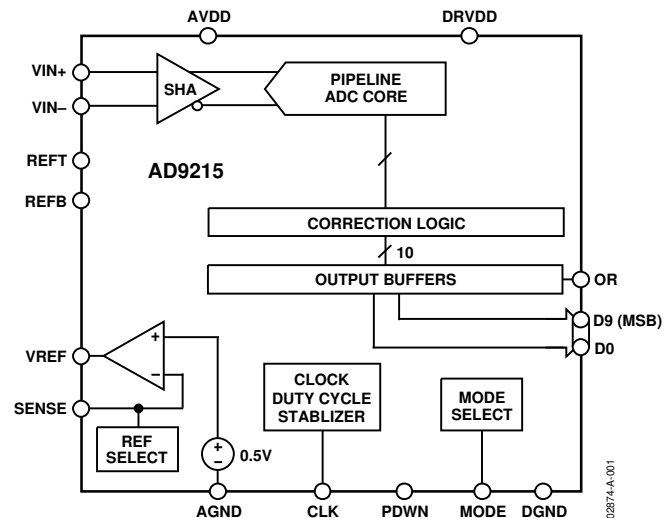 AVDD
DRVDD
VIN+
SHA
PIPELINE
ADC CORE
VIN–
REFT
AD9215
REFB
CORRECTION LOGIC
10
OUTPUT BUFFERS
OR
D9 (MSB)
D0
VREF
+
–
CLOCK
DUTY CYCLE
STABLIZER
MODE
SELECT
SENSE
REF
SELECT
+
–
0.5V
AGND
CLK
PDWN
MODE
DGND
02874-A-001